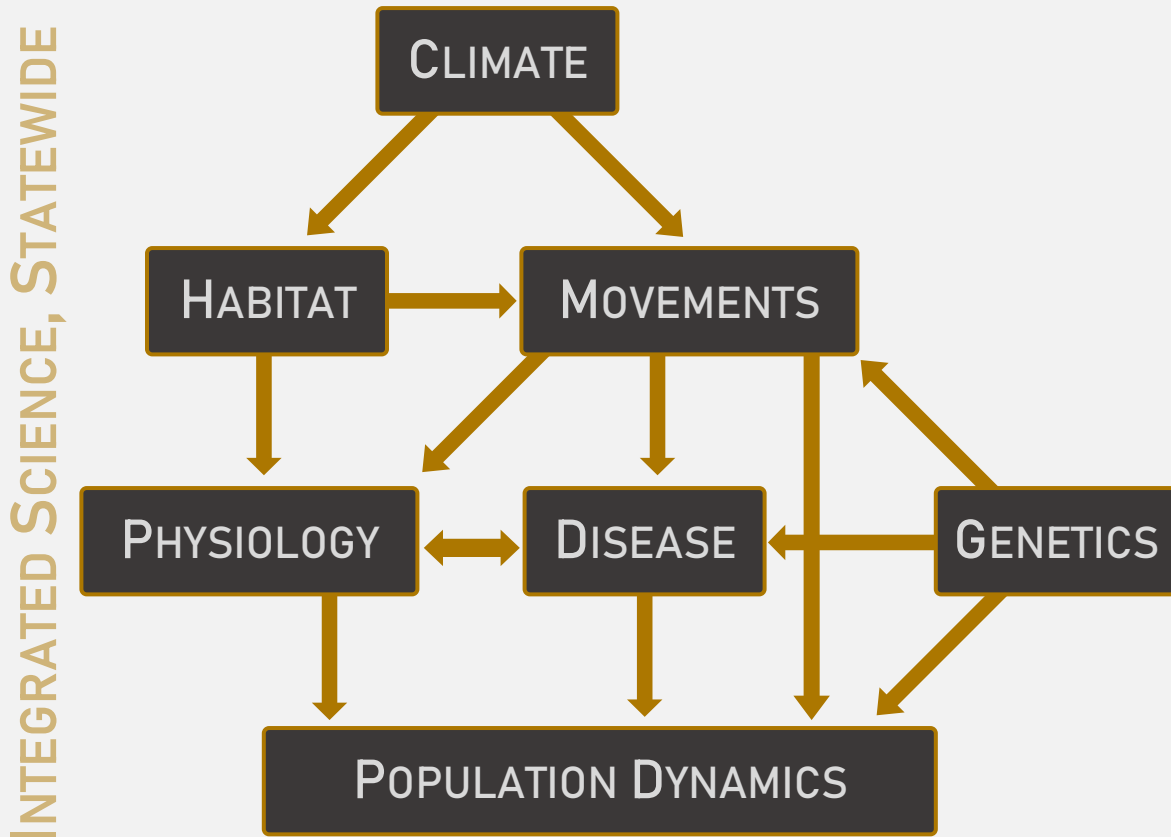 INTEGRATED SCIENCE, STATEWIDE
CLIMATE
HABITAT
MOVEMENTS
PHYSIOLOGY
DISEASE
GENETICS
POPULATION DYNAMICS